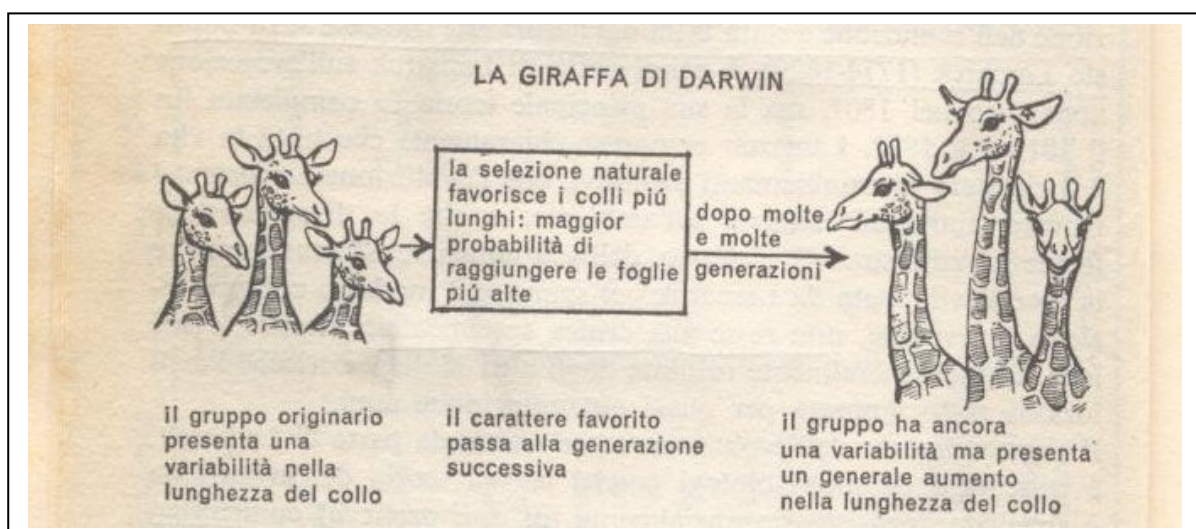 LA GIRAFFA DI DARWIN
la selezione naturale
favorisce i colli piú
lunghi: maggior
probabilità di
raggiungere le foglie
piú alte
dopo molte
e molte
generazioni
il gruppo originario
presenta una
variabilità nella
lunghezza del collo
il carattere favorito
passa alla generazione
successiva
il gruppo ha ancora
una variabilità ma presenta
un generale aumento
nella lunghezza del collo